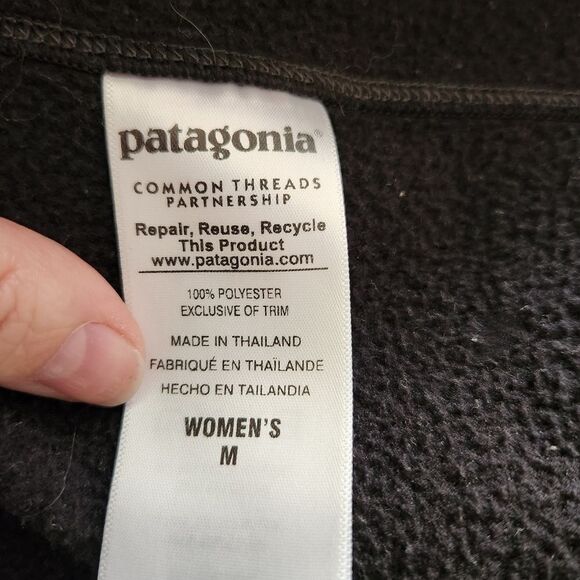 patagonia®
COMMON THREADS
PARTNERSHIP
Repair, Reuse, Recycle
This Product
www.patagonia.com
100% POLYESTER
EXCLUSIVE OF TRIM
MADE IN THAILAND
FABRIQUÉ EN THAÏLANDE
HECHO EN TAILANDIA
WOMEN'S
M